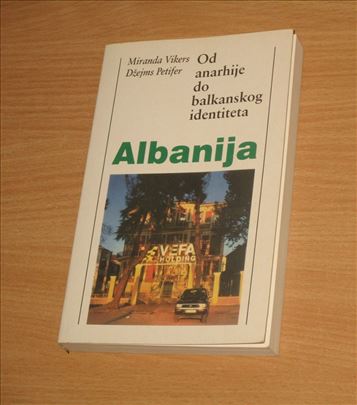 Miranda Vikers
Džejms Petifer
Od
anarhije
do
balkanskog
identiteta
Albanija
VEFA
HOLDING